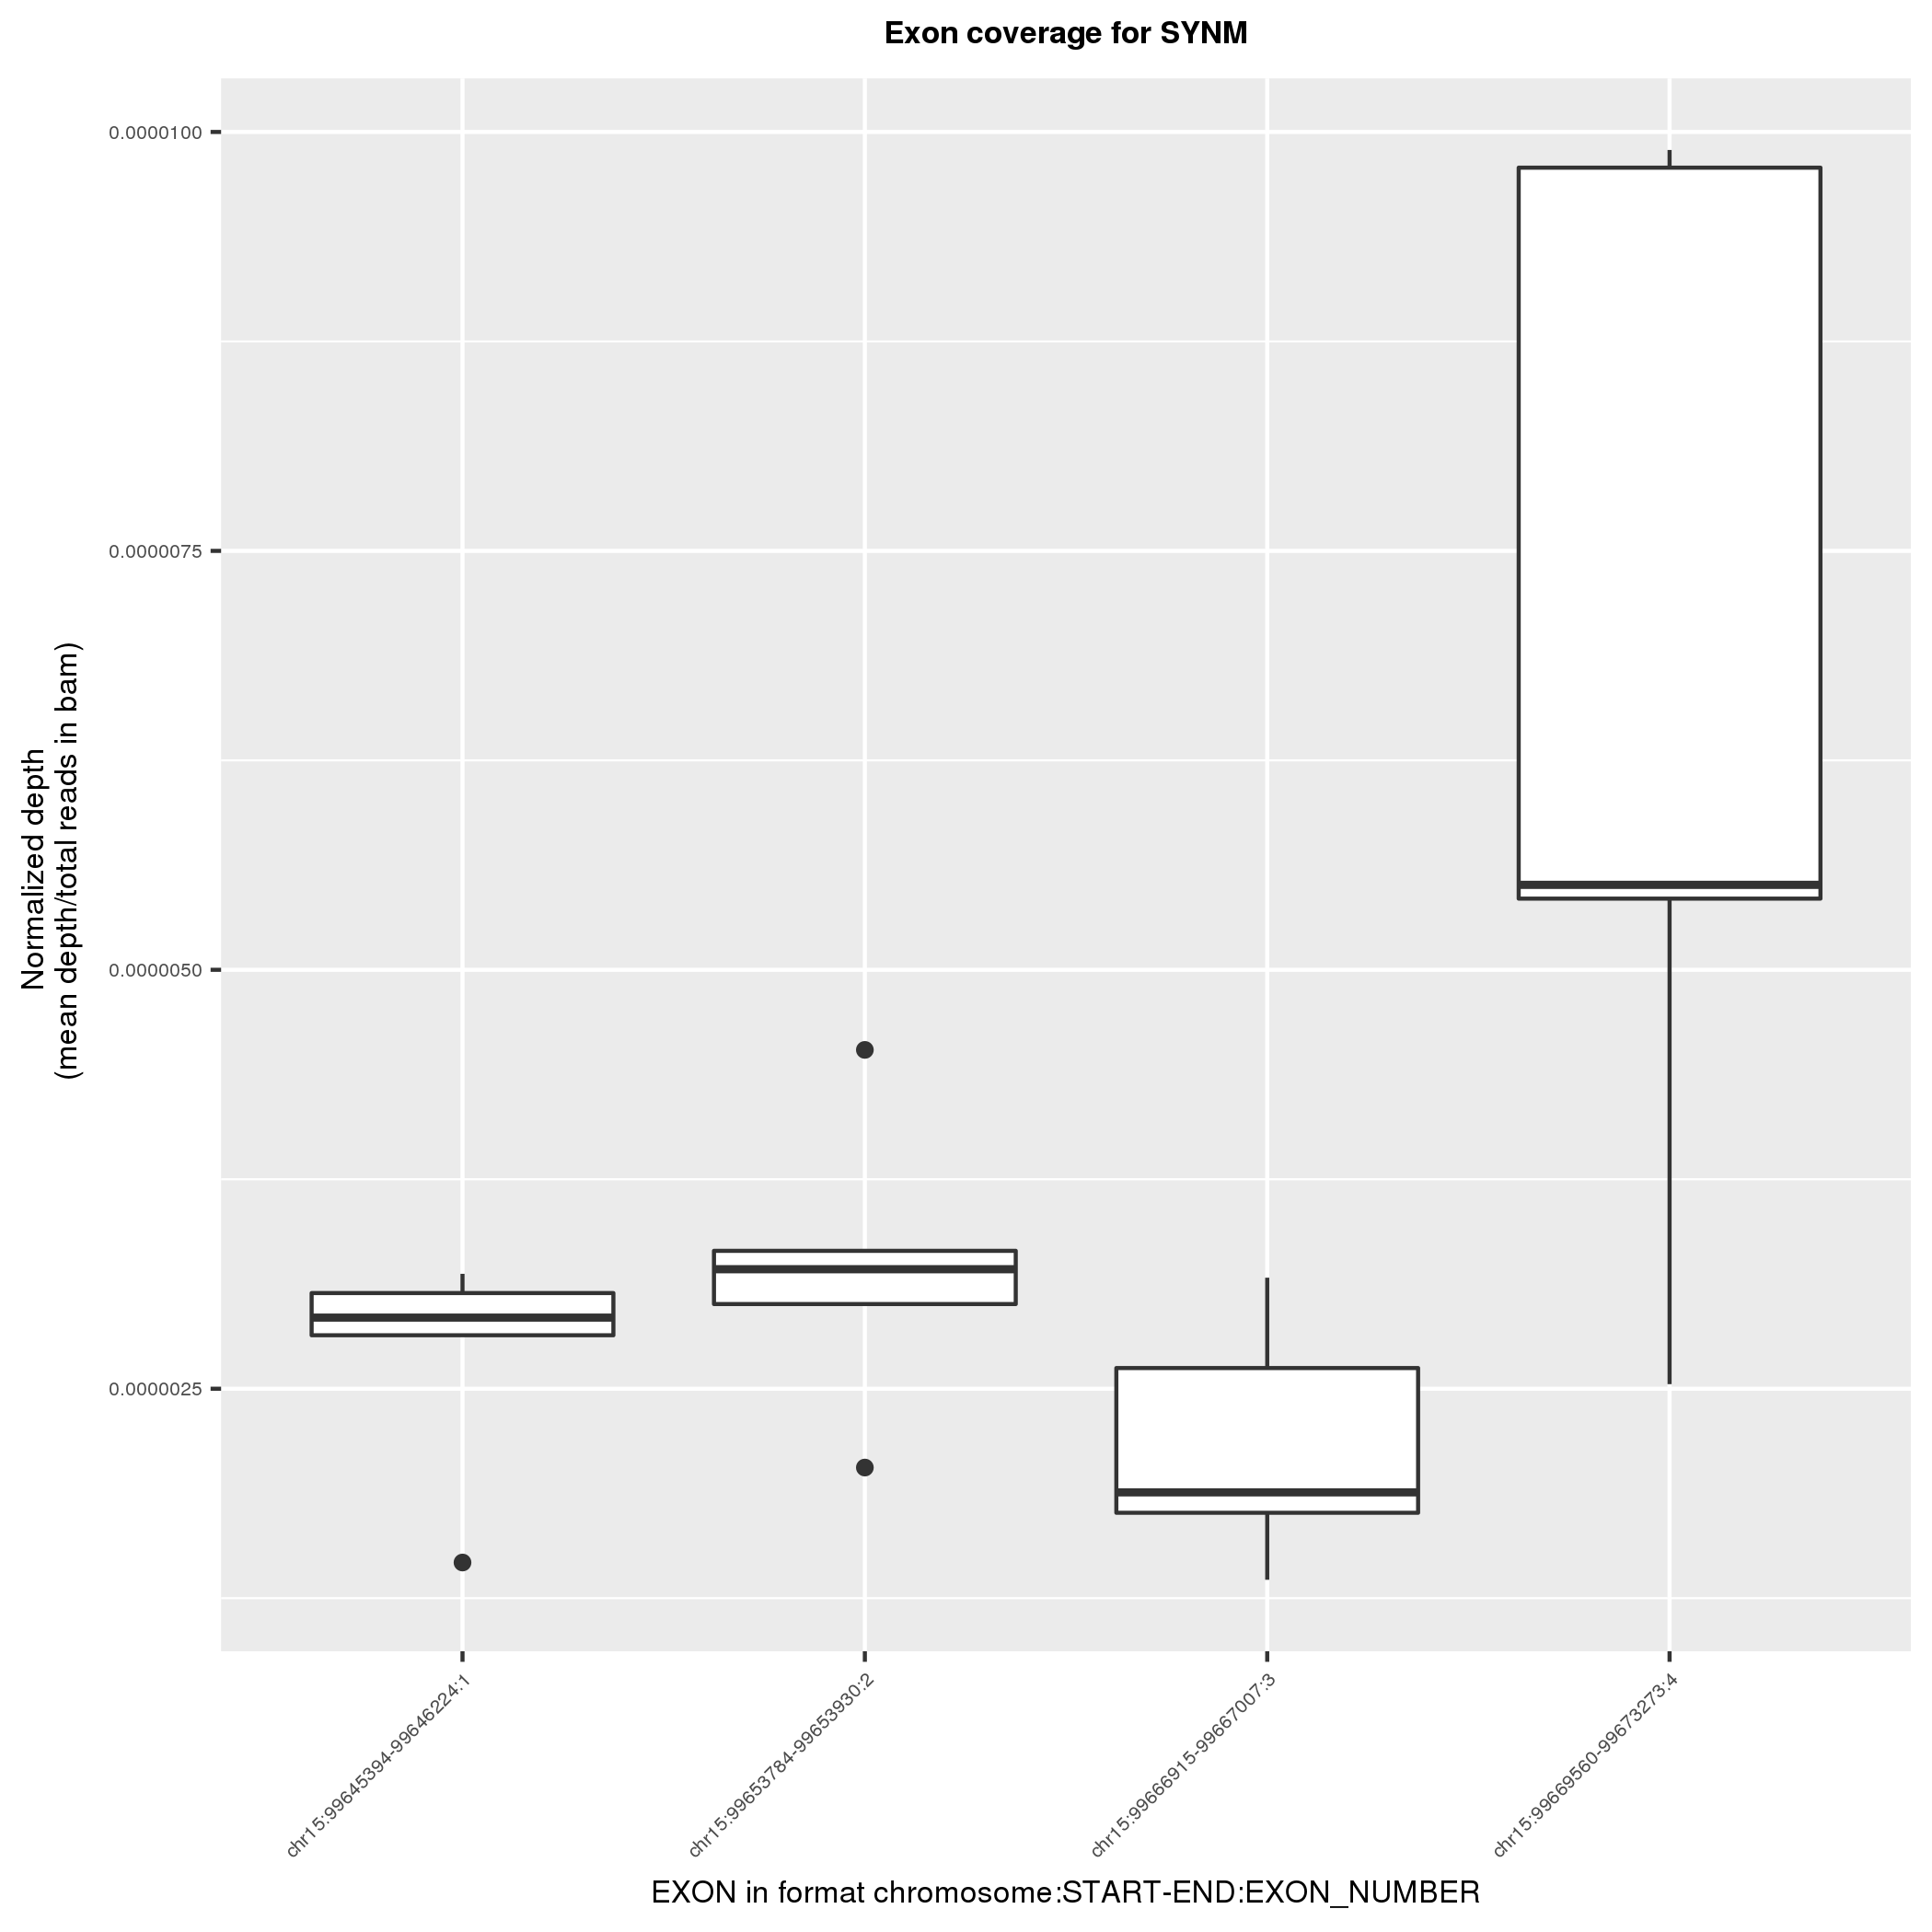 Exon coverage for SYNM
Normalized depth
(mean depth/total reads in bam)
0.0000100
0.0000075
0.0000050
0.0000025
chr15:99645394-99646224:1
chr15:99653784-99653930:2
chr15:99666915-99667007:3
chr15:99669560-99673273:4
EXON in format chromosome:START-END:EXON_NUMBER